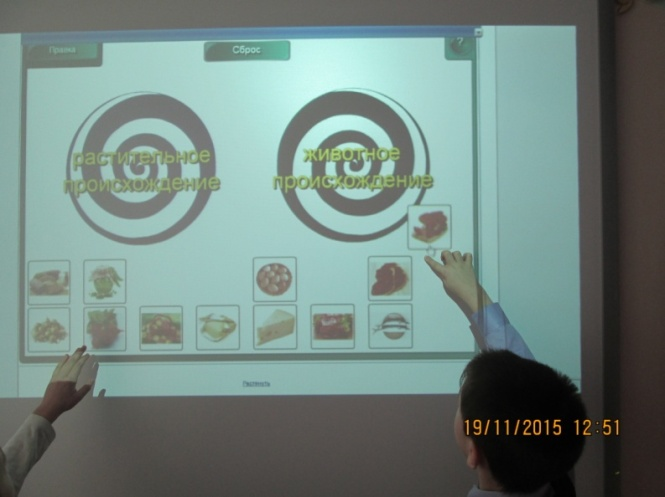 Правка
Сброс
?
растительное
происхождение
животное
происхождение
19/11/2015 12:51